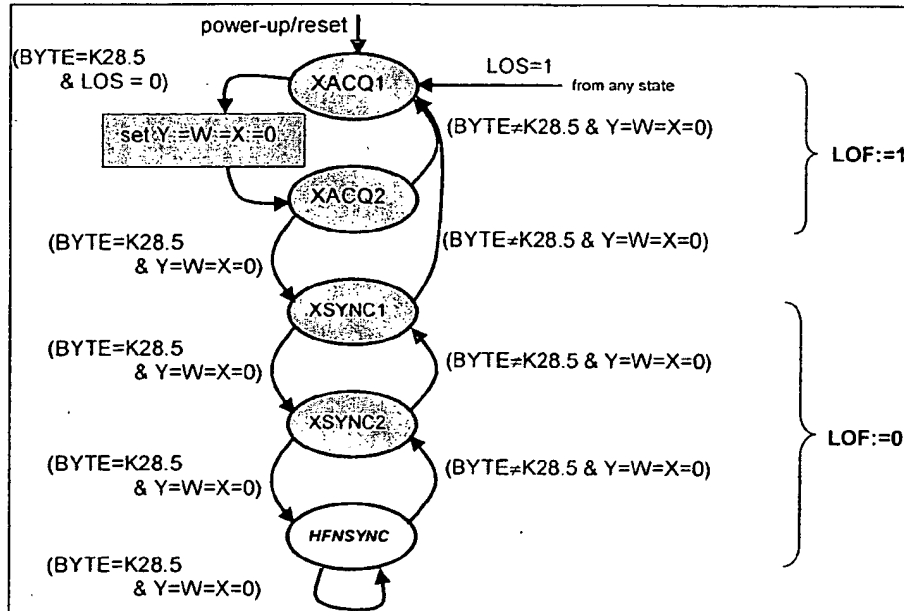 power-up/reset
(BYTE=K28.5
& LOS = 0)
XACQ1
LOS=1
from any state
set Y:=W:=X:=0
(BYTE≠K28.5 & Y=W=X=0)
LOF:=1
XACQ2
(BYTE=K28.5
& Y=W=X=0)
(BYTE≠K28.5 & Y=W=X=0)
XSYNC1
(BYTE=K28.5
& Y=W=X=0)
(BYTE≠K28.5 & Y=W=X=0)
XSYNC2
LOF:=0
(BYTE=K28.5
& Y=W=X=0)
(BYTE≠K28.5 & Y=W=X=0)
HFNSYNC
(BYTE=K28.5
& Y=W=X=0)